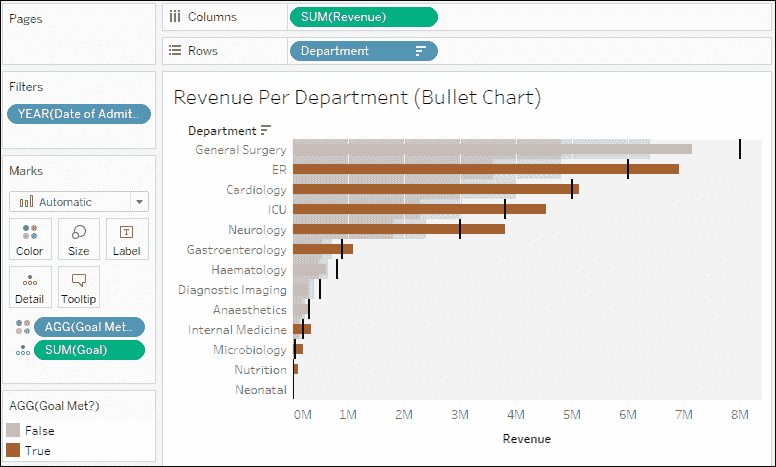 Pages
Columns
SUM(Revenue)
Rows
Department
Filters
YEAR(Date of Admit..
Marks
Automatic
Color
Size
Label
Detail
Tooltip
AGG(Goal Met..
SUM(Goal)
AGG(Goal Met?)
False
True
Revenue Per Department (Bullet Chart)
Department
General Surgery
ER
Cardiology
ICU
Neurology
Gastroenterology
Haematology
Diagnostic Imaging
Anaesthetics
Internal Medicine
Microbiology
Nutrition
Neonatal
0M 1M 2M 3M 4M 5M 6M 7M 8M
Revenue